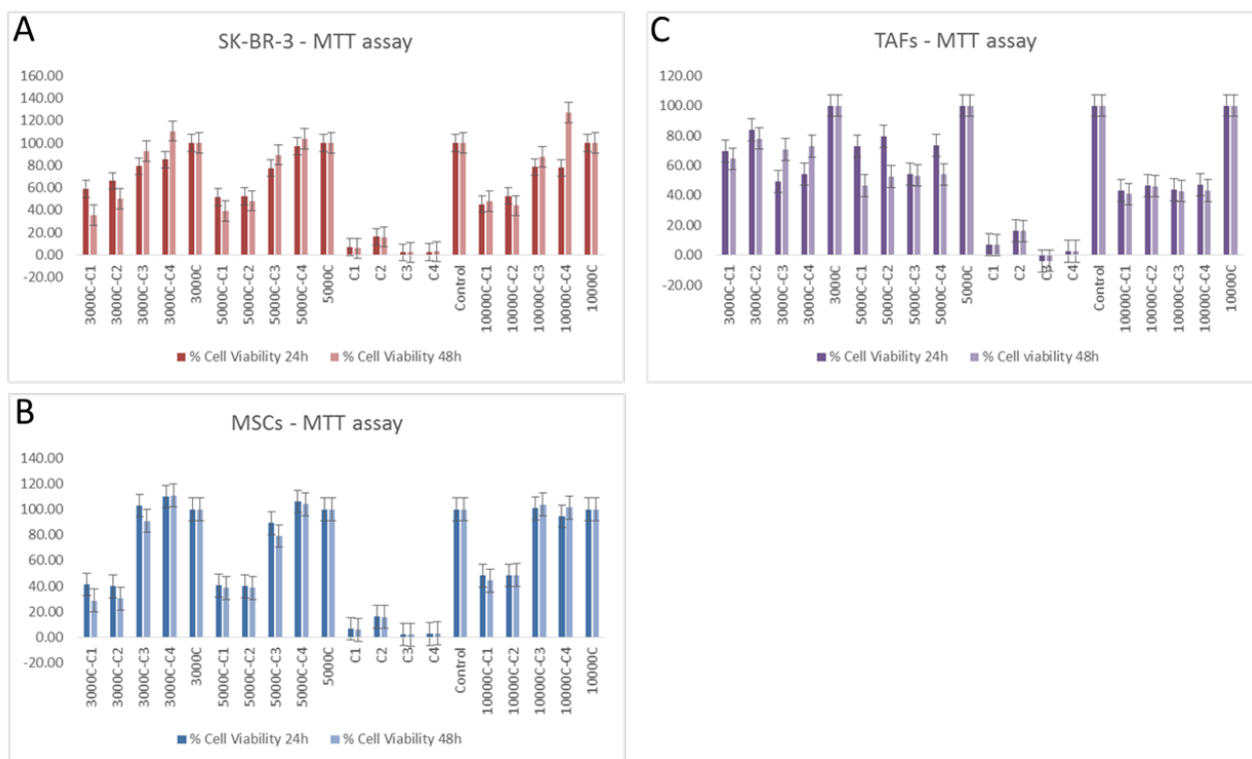 A
SK-BR-3 - MTT assay
160.00
140.00
120.00
100.00
80.00
60.00
40.00
20.00
0.00
-20.00
3000C-C1
3000C-C2
3000C-C3
3000C-C4
3000C
5000C-C1
5000C-C2
5000C-C3
5000C-C4
5000C
C1
C2
C3
C4
Control
10000C-C1
10000C-C2
10000C-C3
10000C-C4
10000C
% Cell Viability 24h % Cell Viability 48h
C
TAFs - MTT assay
120.00
100.00
80.00
60.00
40.00
20.00
0.00
-20.00
3000C-C1
3000C-C2
3000C-C3
3000C-C4
3000C
5000C-C1
5000C-C2
5000C-C3
5000C-C4
5000C
C1
C2
C3
C4
Control
10000C-C1
10000C-C2
10000C-C3
10000C-C4
10000C
% Cell Viability 24h % Cell viability 48h
B
MSCs - MTT assay
140.00
120.00
100.00
80.00
60.00
40.00
20.00
0.00
-20.00
3000C-C1
3000C-C2
3000C-C3
3000C-C4
3000C
5000C-C1
5000C-C2
5000C-C3
5000C-C4
5000C
C1
C2
C3
C4
Control
10000C-C1
10000C-C2
10000C-C3
10000C-C4
10000C
% Cell Viability 24h % Cell Viability 48h